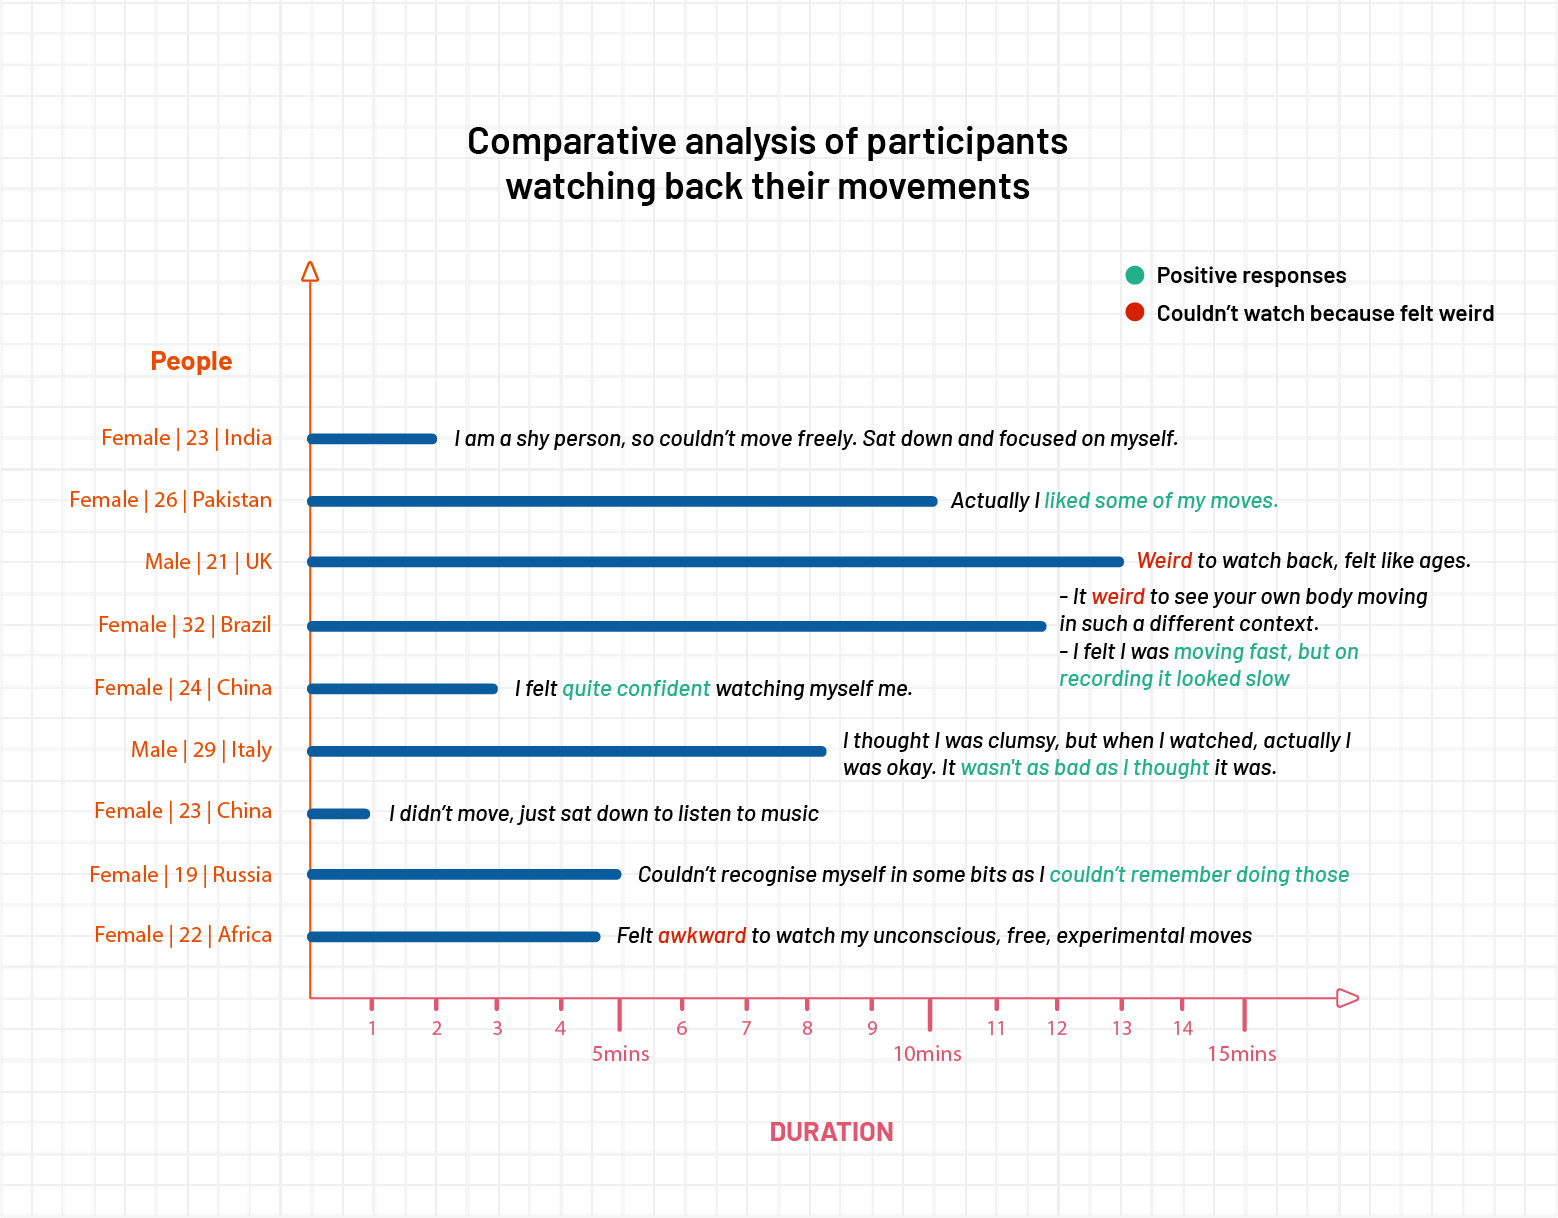 Comparative analysis of participants
watching back their movements
Positive responses
Couldn’t watch because felt weird
People
Female | 23 | India
I am a shy person, so couldn’t move freely. Sat down and focused on myself.
Female | 26 | Pakistan
Actually I liked some of my moves.
Male | 21 | UK
Weird to watch back, felt like ages.
Female | 32 | Brazil
- It weird to see your own body moving
in such a different context.
- I felt I was moving fast, but on
recording it looked slow
Female | 24 | China
I felt quite confident watching myself me.
Male | 29 | Italy
I thought I was clumsy, but when I watched, actually I
was okay. It wasn't as bad as I thought it was.
Female | 23 | China
I didn’t move, just sat down to listen to music
Female | 19 | Russia
Couldn’t recognise myself in some bits as I couldn’t remember doing those
Female | 22 | Africa
Felt awkward to watch my unconscious, free, experimental moves
1 2 3 4 6 7 8 9 11 12 13 14
5mins 10mins 15mins
DURATION